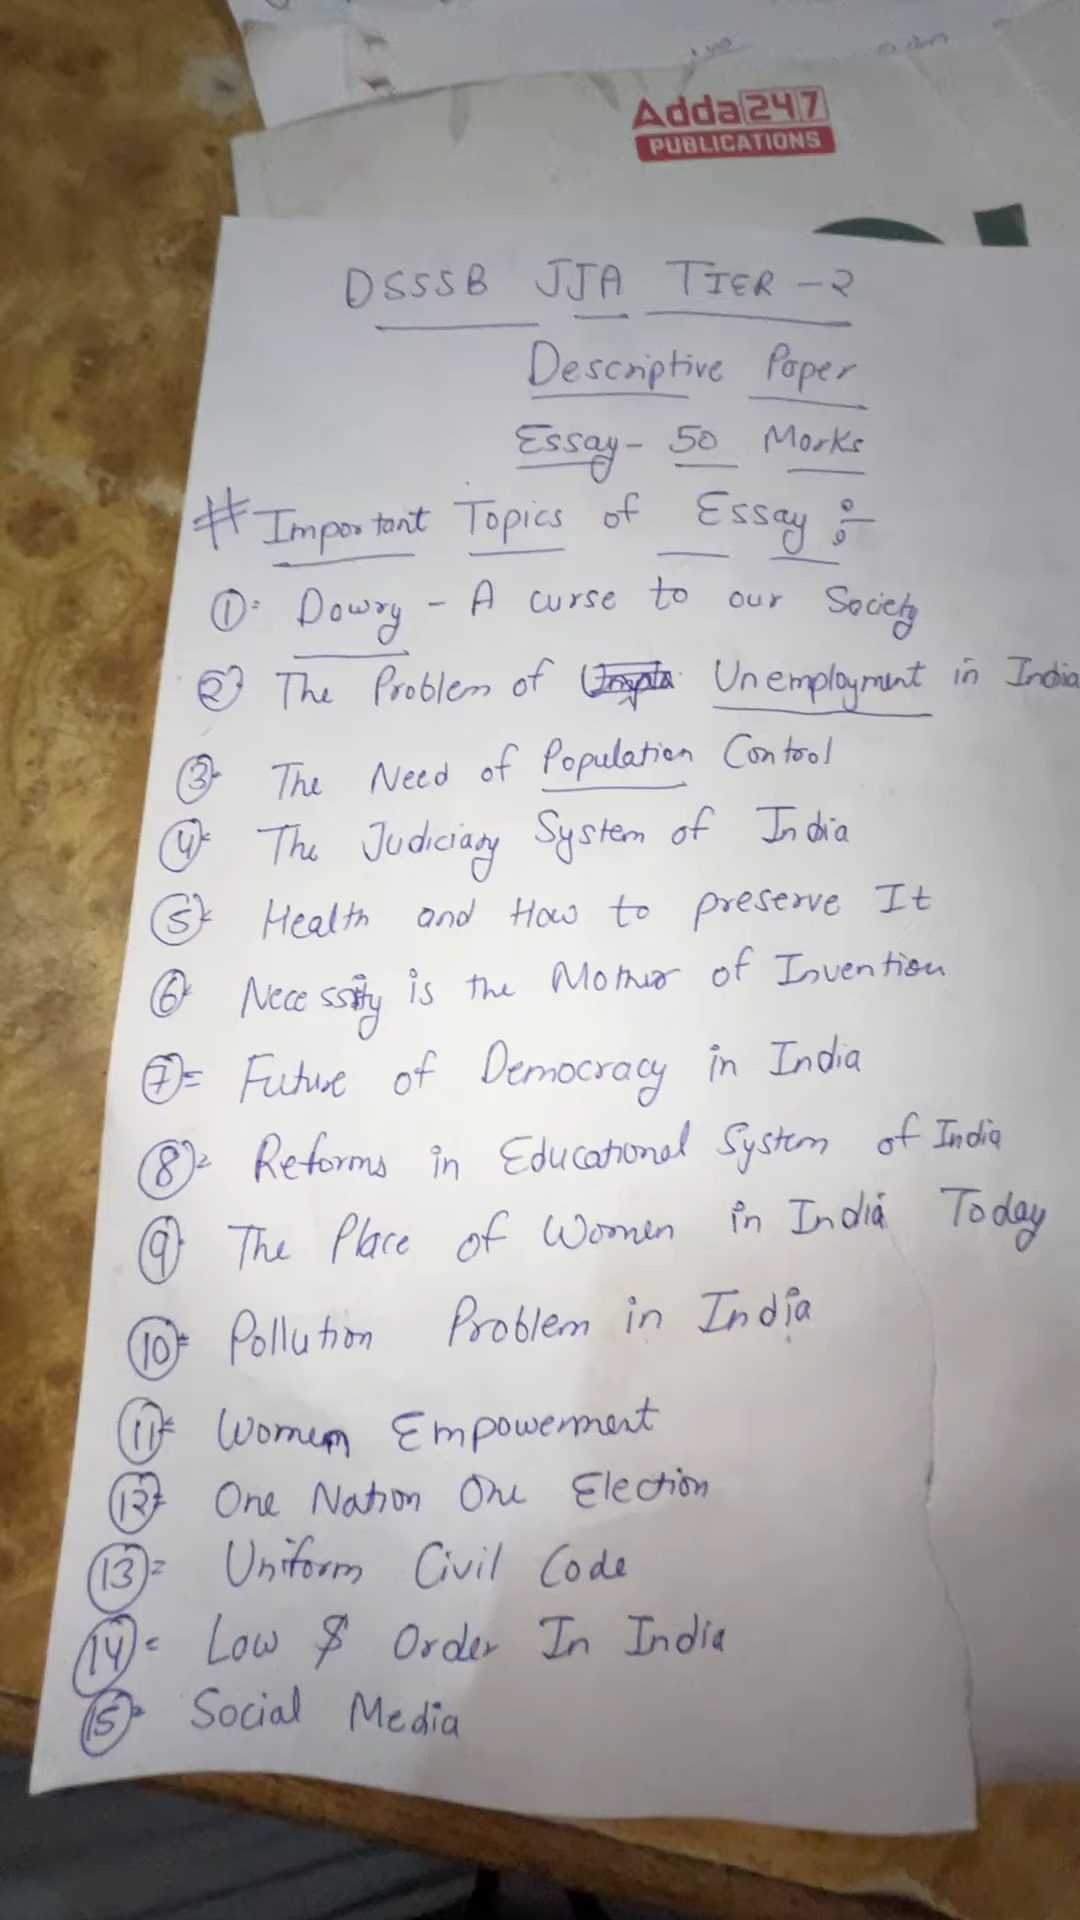 Adda247
PUBLICATIONS
DSSSB JJA TIER-2
Descriptive Paper
Essay - 50 Marks
# Important Topics of Essay :-
1= Dowry - A curse to our Society
2 The Problem of Unemployment in India
3 The Need of Population Control
4= The Judiciary System of India
5= Health and How to preserve It
6= Necessity is the Mother of Invention
7= Future of Democracy in India
8= Reforms in Educational System of India
9 The Place of Women in India Today
10= Pollution Problem in India
11= Women Empowerment
12= One Nation One Election
13= Uniform Civil Code
14= Law & Order In India
15= Social Media